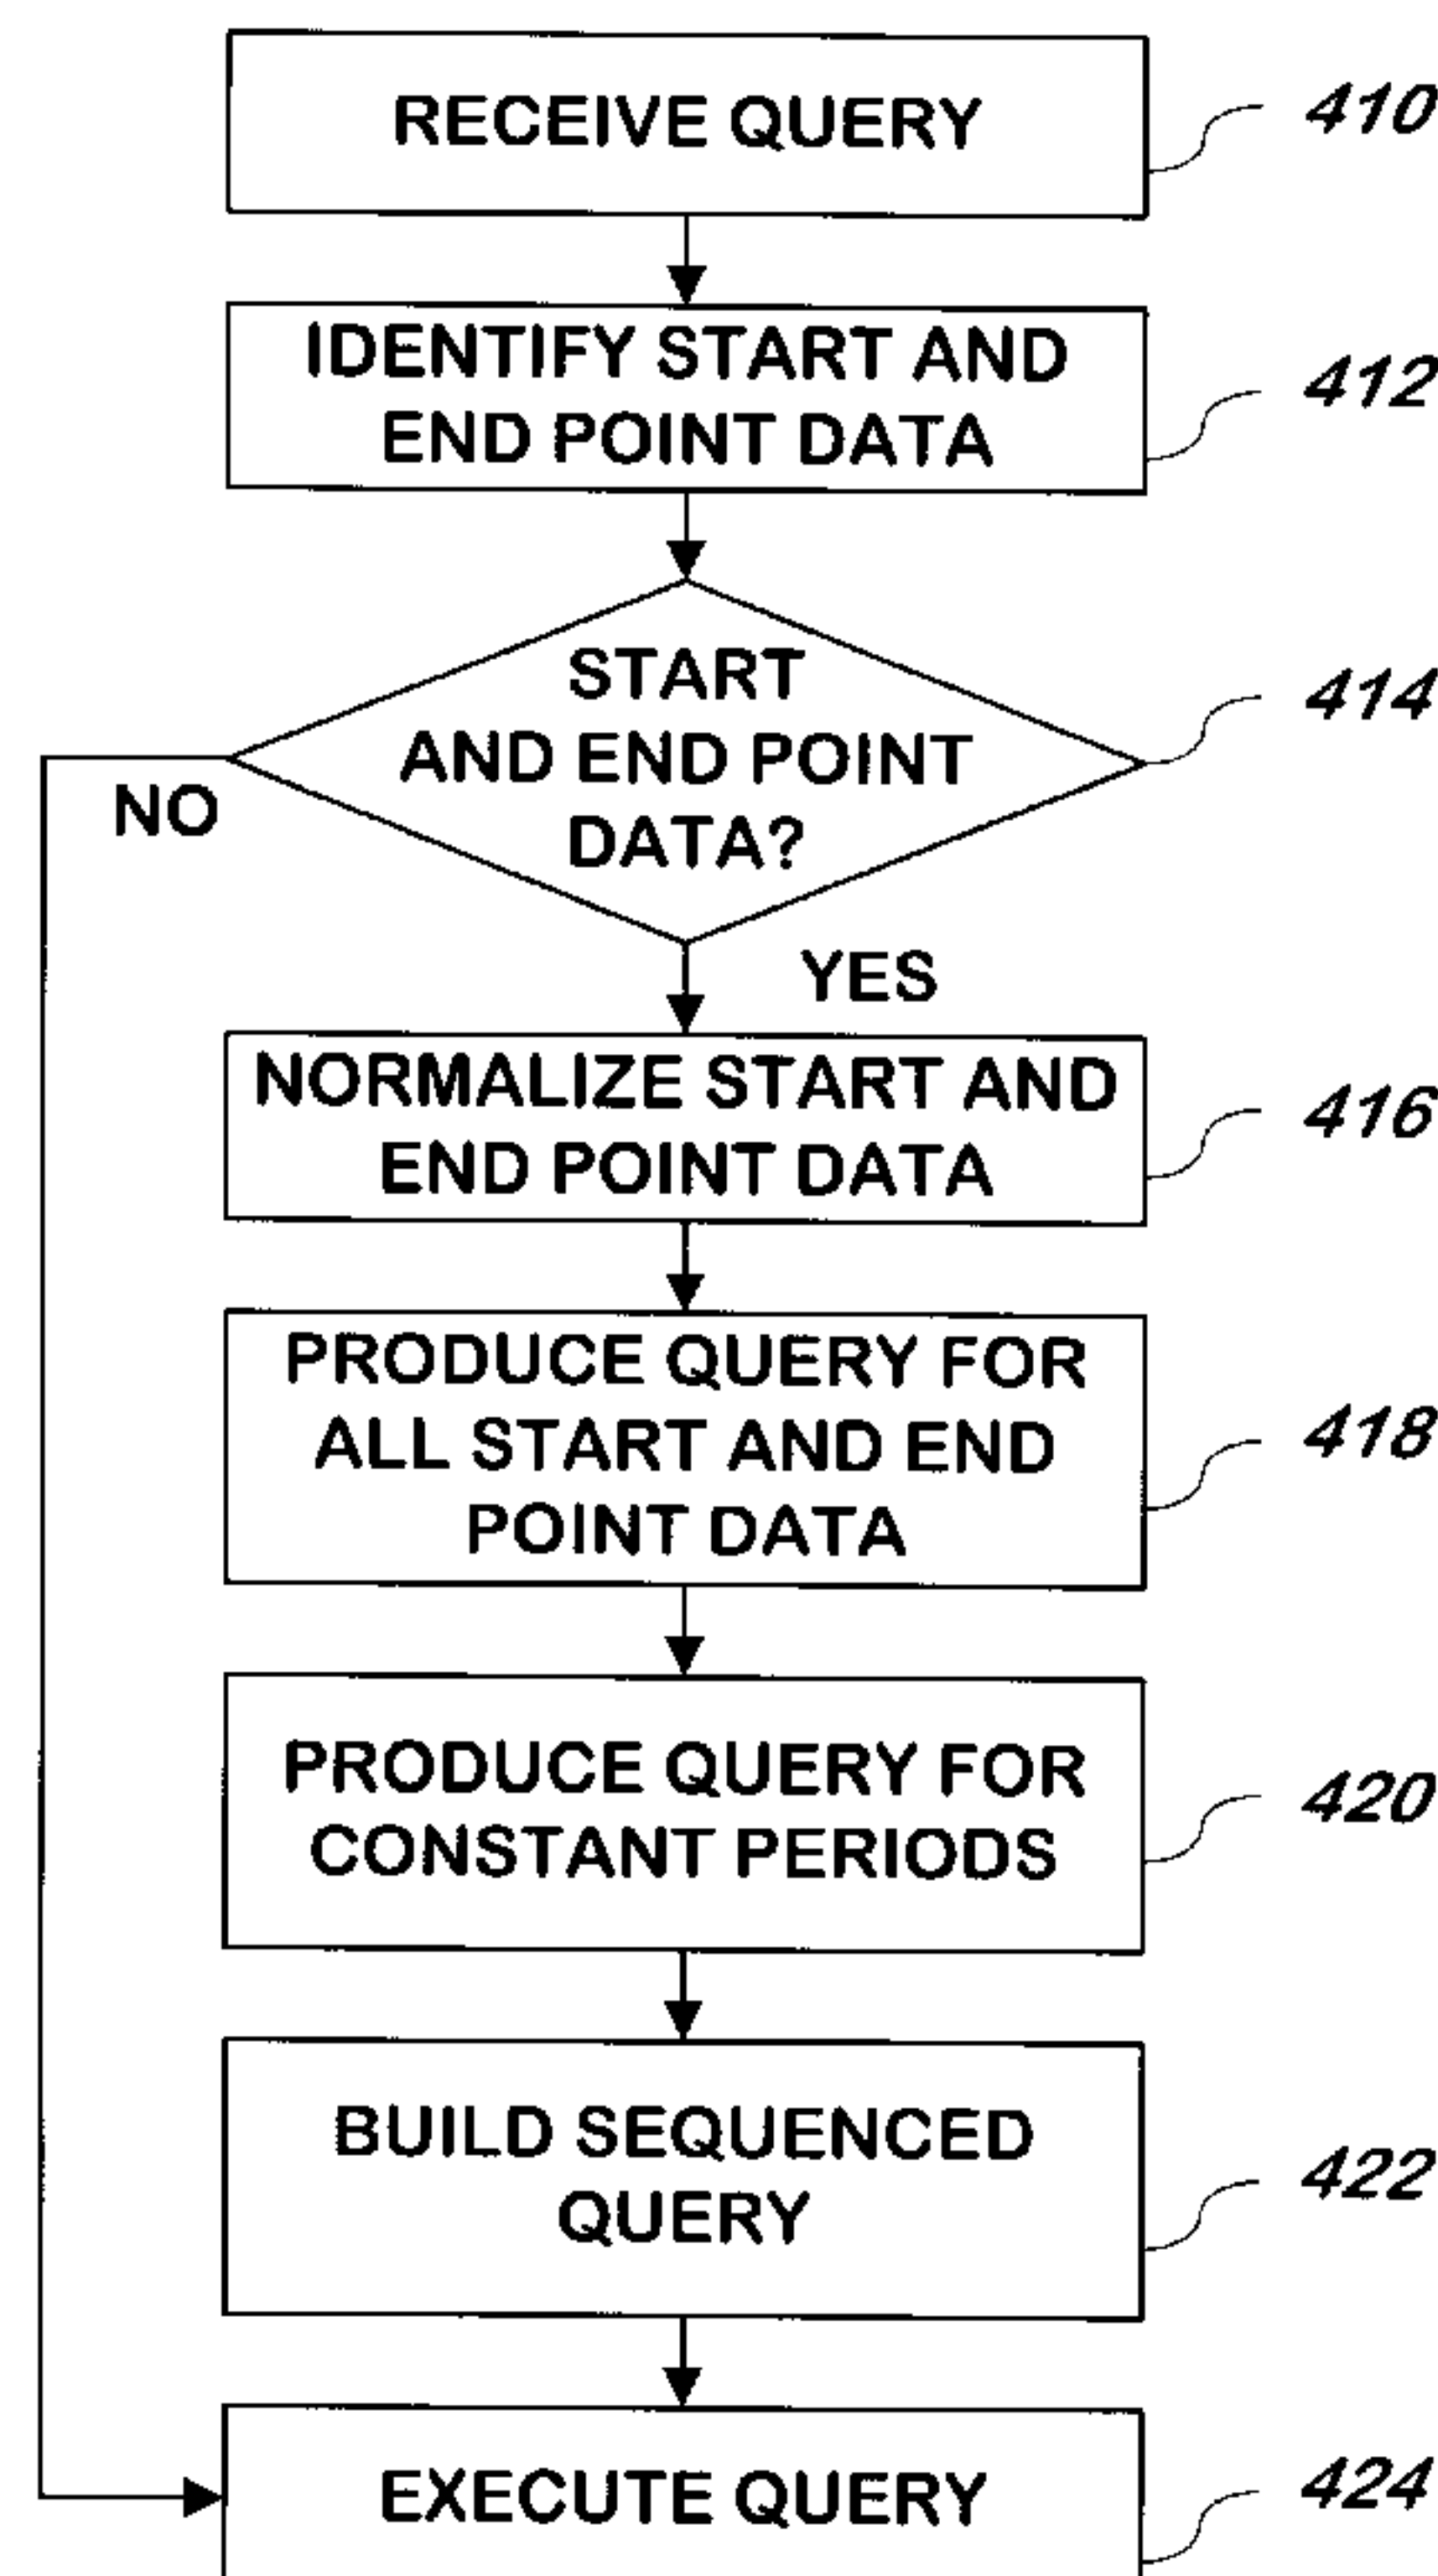 RECEIVE QUERY
410
IDENTIFY START AND
END POINT DATA
412
START
AND END POINT
DATA?
414
NO
YES
NORMALIZE START AND
END POINT DATA
416
PRODUCE QUERY FOR
ALL START AND END
POINT DATA
418
PRODUCE QUERY FOR
CONSTANT PERIODS
420
BUILD SEQUENCED
QUERY
422
EXECUTE QUERY
424